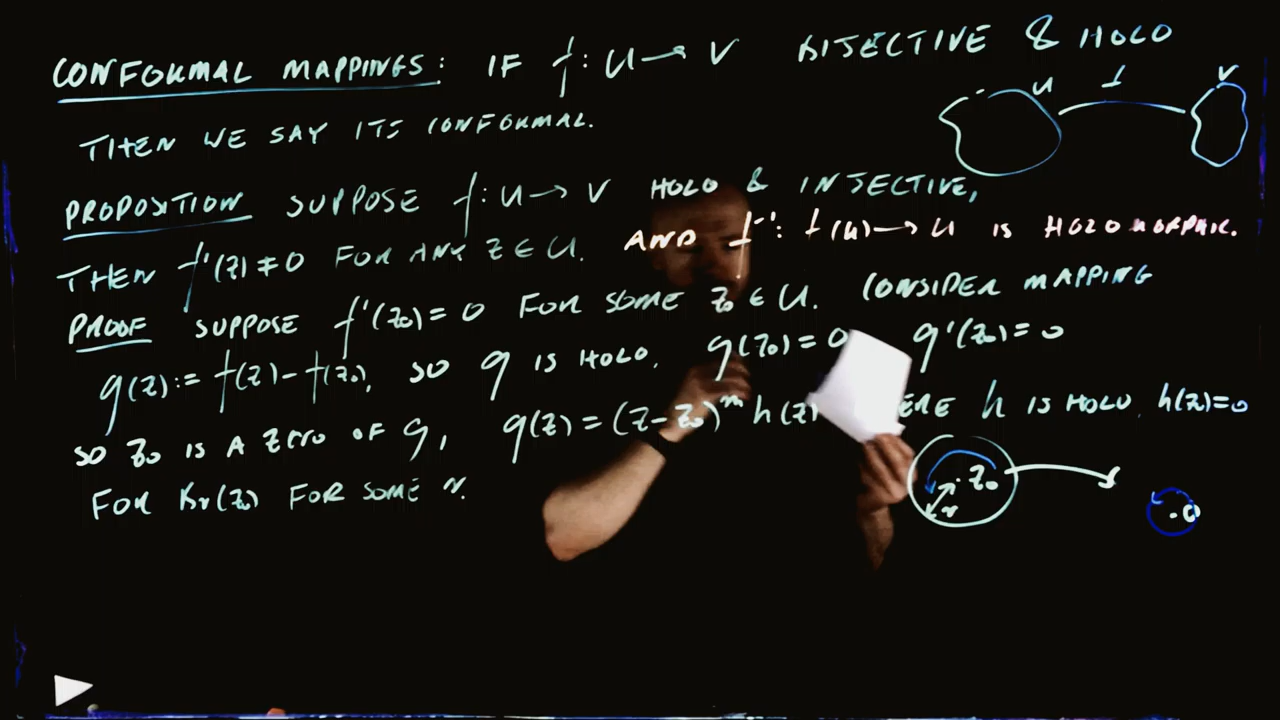 CONFORMAL MAPPINGS: IF f: U → V BIJECTIVE & HOLO
THEN WE SAY ITS CONFORMAL.
U f V
PROPOSITION SUPPOSE f: U → V HOLO & INJECTIVE,
THEN f'(z) ≠ 0 FOR ANY z ∈ U. AND f⁻¹: f(U) → U IS HOLOMORPHIC.
PROOF SUPPOSE f'(z₀) = 0 FOR SOME z₀ ∈ U. CONSIDER MAPPING
g(z) := f(z) - f(z₀), SO g IS HOLO, g(z₀) = 0 g'(z₀) = 0
SO z₀ IS A ZERO OF g, g(z) = (z-z₀)ᵐ h(z) ERE h IS HOLO, h(z₀)=0
FOR Kr(z₀) FOR SOME r.
z₀ r 0